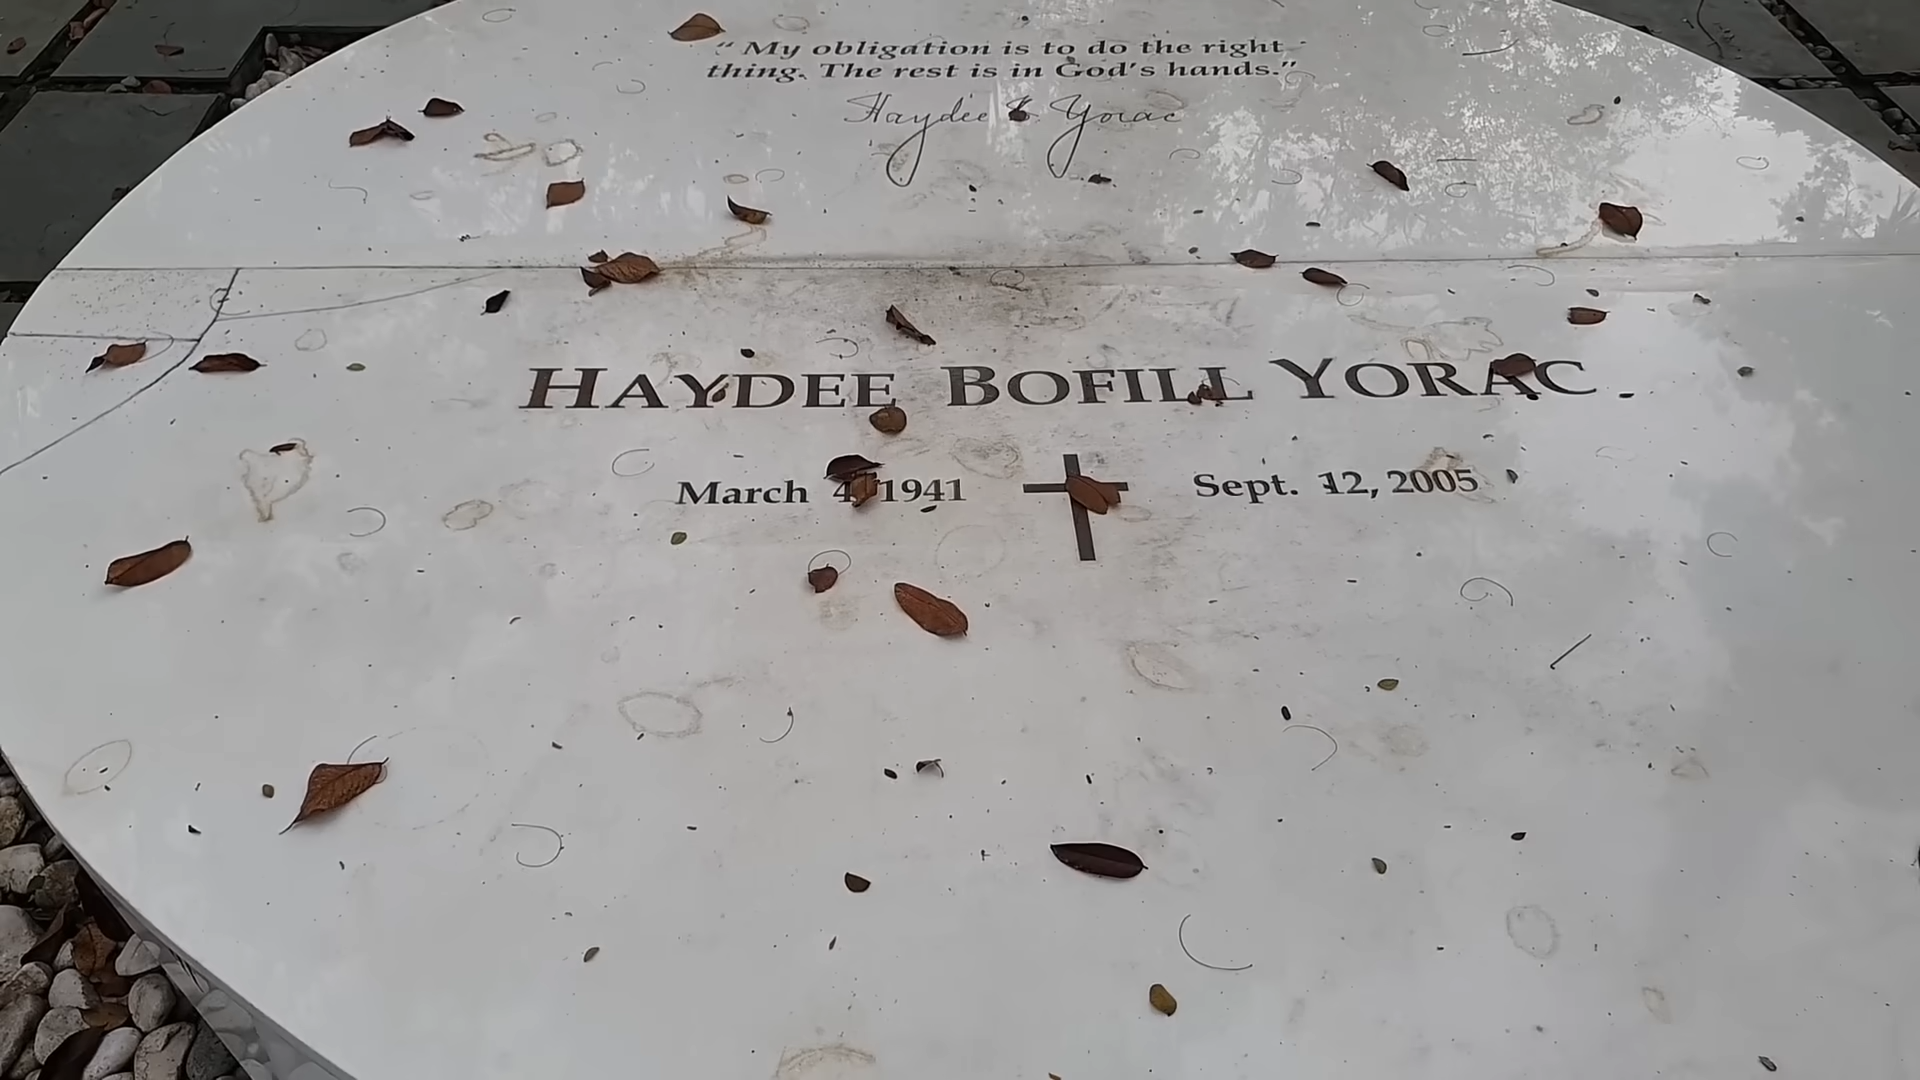 “ My obligation is to do the right
thing. The rest is in God's hands.”
Haydee B Yorac
HAYDEE BOFILL YORAC
March 4, 1941 Sept. 12, 2005